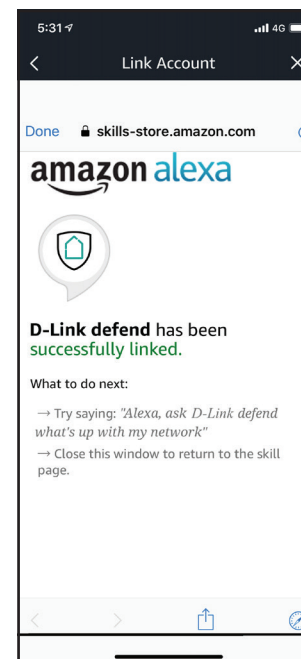 5:31 4G
Link Account
Done skills-store.amazon.com
amazon alexa
D-Link defend has been
successfully linked.
What to do next:
→ Try saying: "Alexa, ask D-Link defend
what's up with my network"
→ Close this window to return to the skill
page.